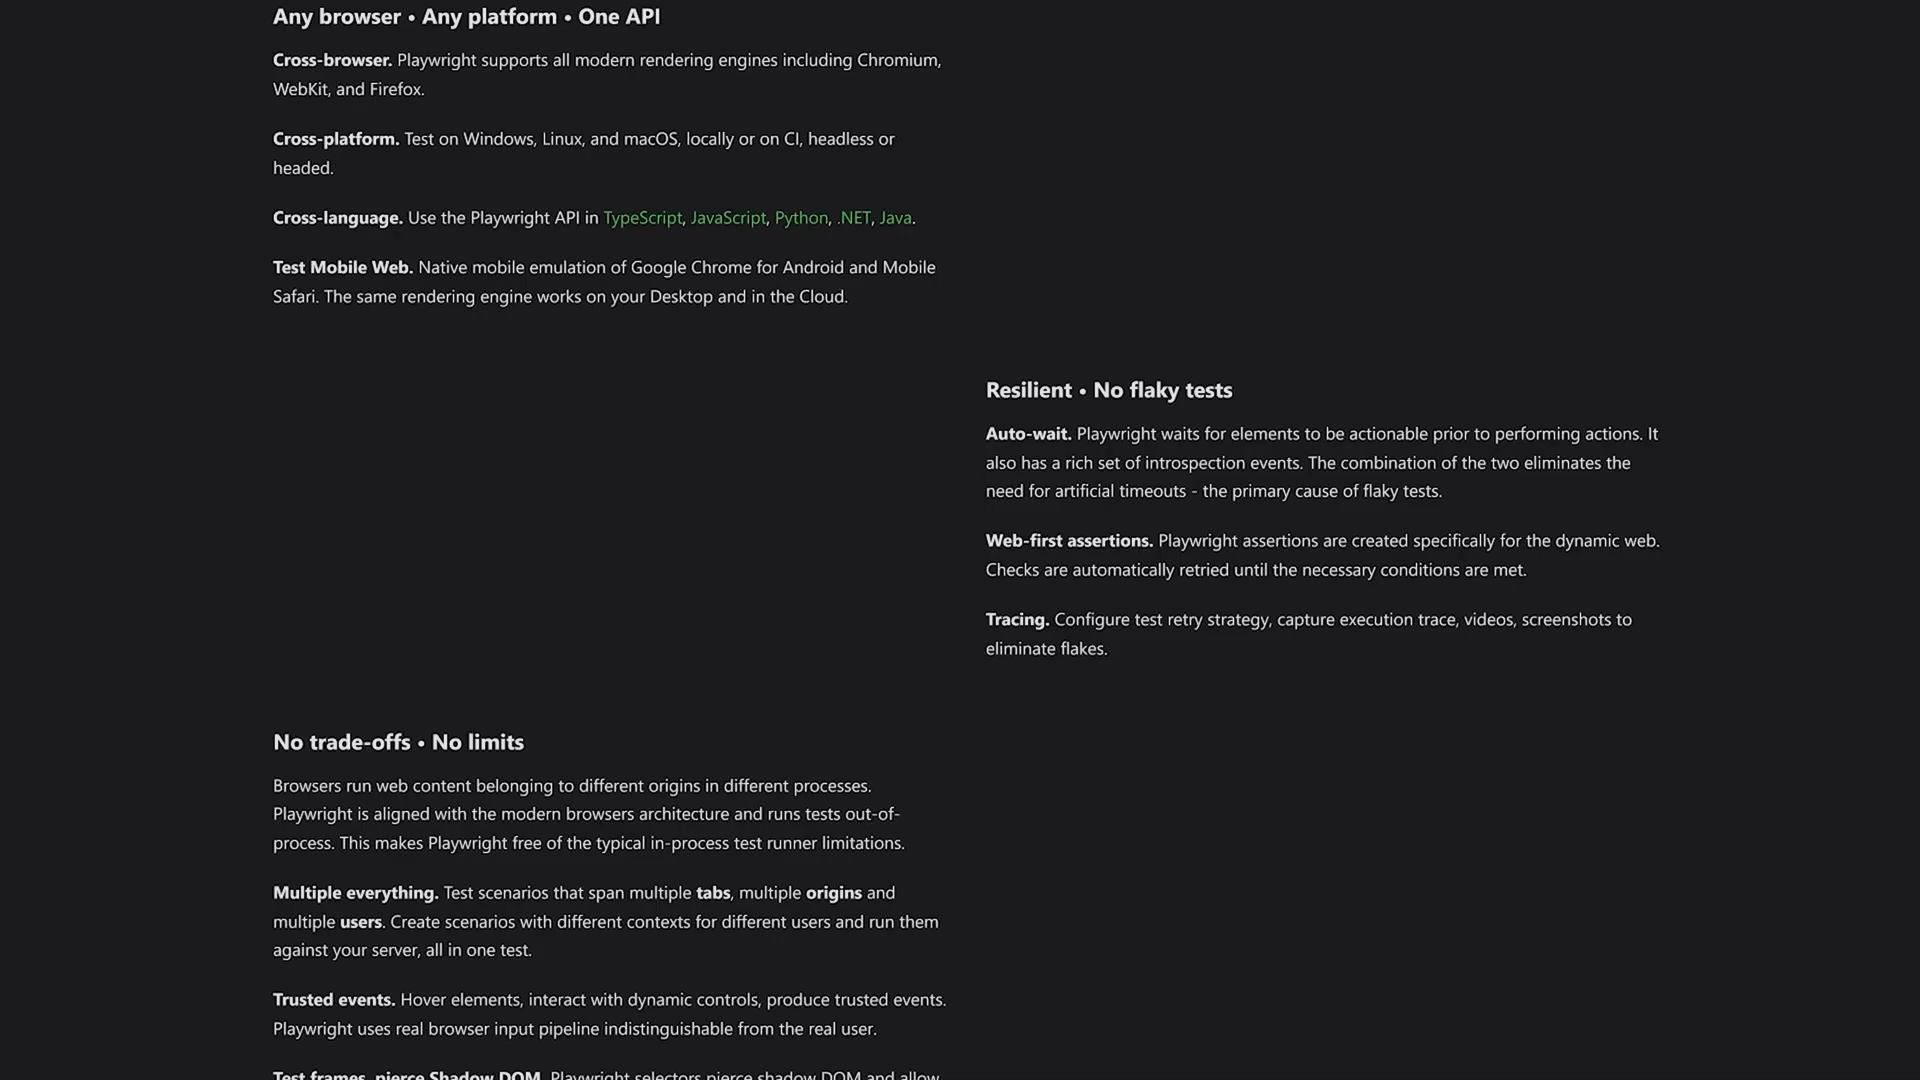 Any browser • Any platform • One API
Cross-browser. Playwright supports all modern rendering engines including Chromium,
WebKit, and Firefox.
Cross-platform. Test on Windows, Linux, and macOS, locally or on CI, headless or
headed.
Cross-language. Use the Playwright API in TypeScript, JavaScript, Python, .NET, Java.
Test Mobile Web. Native mobile emulation of Google Chrome for Android and Mobile
Safari. The same rendering engine works on your Desktop and in the Cloud.
Resilient • No flaky tests
Auto-wait. Playwright waits for elements to be actionable prior to performing actions. It
also has a rich set of introspection events. The combination of the two eliminates the
need for artificial timeouts - the primary cause of flaky tests.
Web-first assertions. Playwright assertions are created specifically for the dynamic web.
Checks are automatically retried until the necessary conditions are met.
Tracing. Configure test retry strategy, capture execution trace, videos, screenshots to
eliminate flakes.
No trade-offs • No limits
Browsers run web content belonging to different origins in different processes.
Playwright is aligned with the modern browsers architecture and runs tests out-of-
process. This makes Playwright free of the typical in-process test runner limitations.
Multiple everything. Test scenarios that span multiple tabs, multiple origins and
multiple users. Create scenarios with different contexts for different users and run them
against your server, all in one test.
Trusted events. Hover elements, interact with dynamic controls, produce trusted events.
Playwright uses real browser input pipeline indistinguishable from the real user.
Test frames, pierce Shadow DOM. Playwright selectors pierce shadow DOM and allow